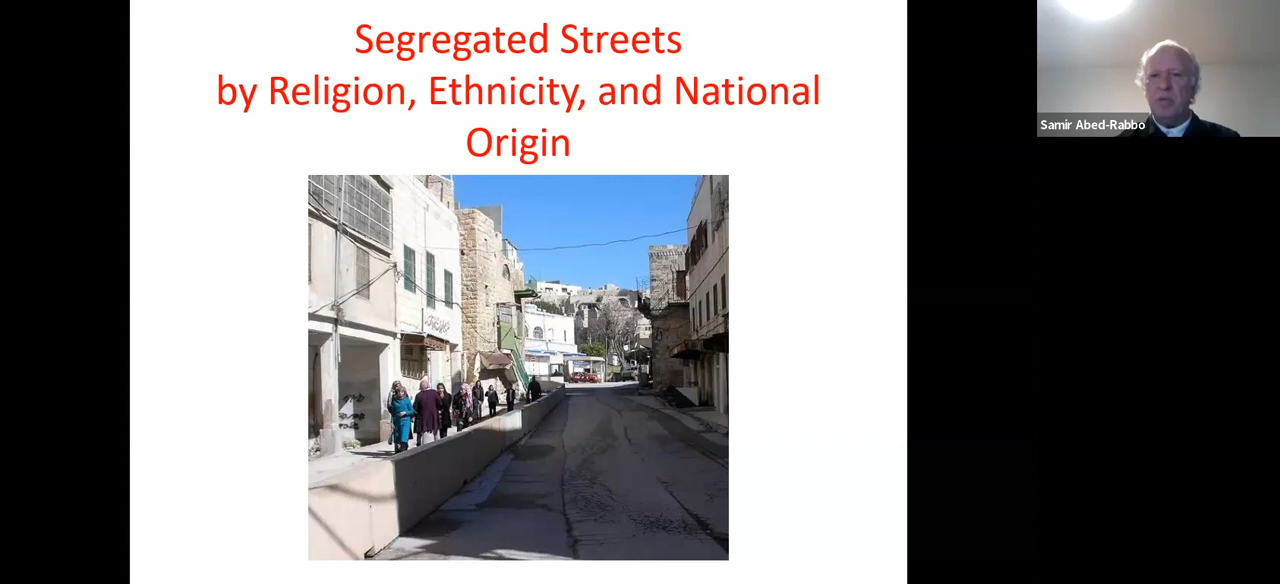 Segregated Streets
by Religion, Ethnicity, and National
Origin
Samir Abed-Rabbo